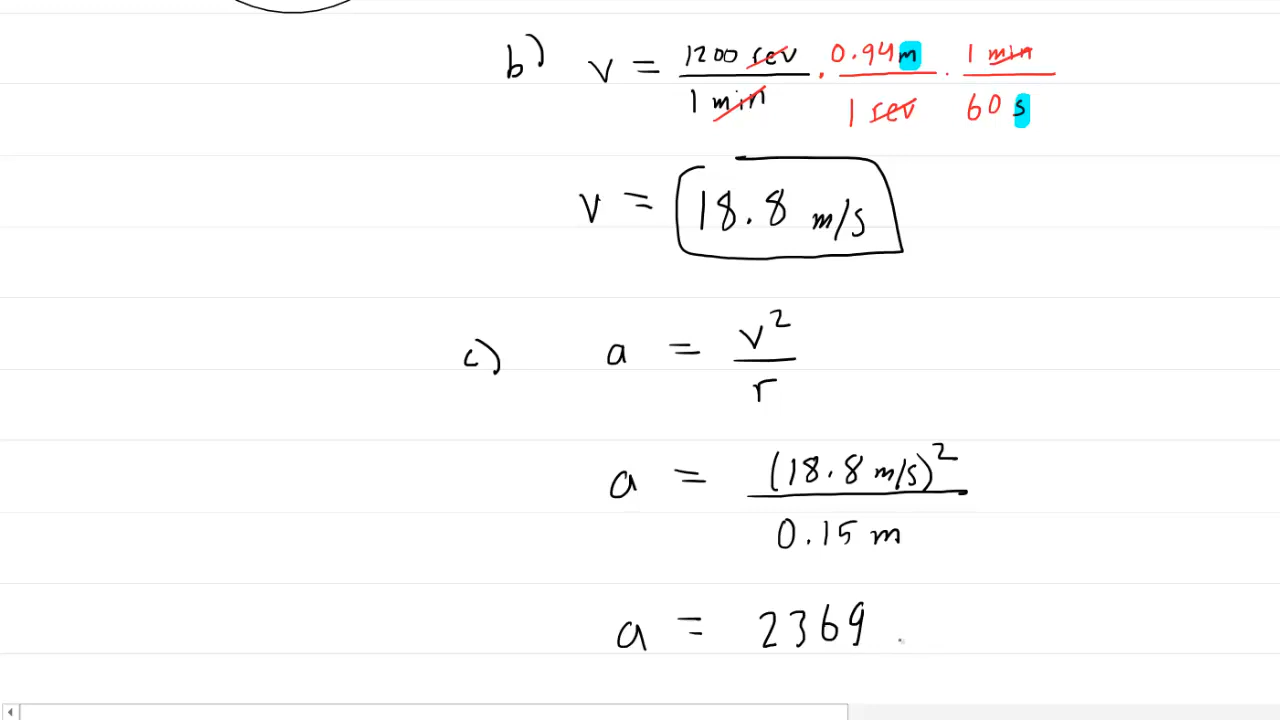 b) v = 1200 rev / 1 min · 0.94 m / 1 rev · 1 min / 60 s
v = 18.8 m/s
c) a = v² / r
a = (18.8 m/s)² / 0.15 m
a = 2369